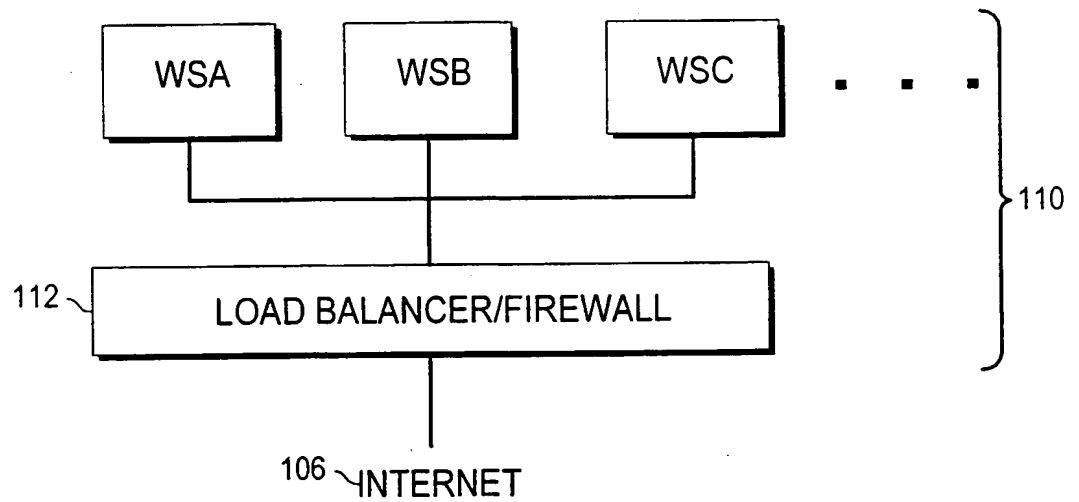 WSA
WSB
WSC
110
112
LOAD BALANCER/FIREWALL
106
INTERNET